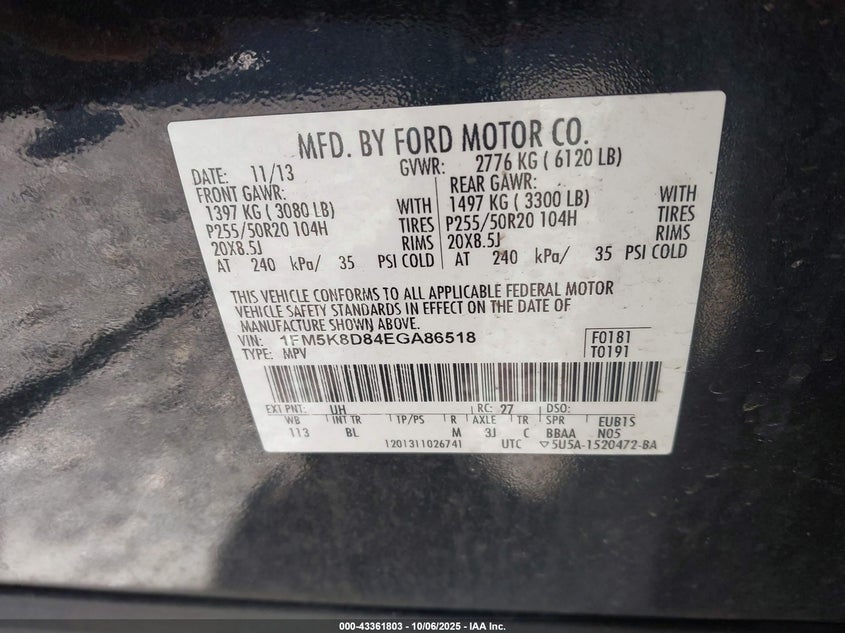 MFD. BY FORD MOTOR CO.
DATE: 11/13 GVWR: 2776 KG ( 6120 LB)
FRONT GAWR: REAR GAWR:
1397 KG ( 3080 LB) WITH 1497 KG ( 3300 LB) WITH
P255/50R20 104H TIRES P255/50R20 104H TIRES
20X8.5J RIMS 20X8.5J RIMS
AT 240 kPa/ 35 PSI COLD AT 240 kPa/ 35 PSI COLD
THIS VEHICLE CONFORMS TO ALL APPLICABLE FEDERAL MOTOR
VEHICLE SAFETY STANDARDS IN EFFECT ON THE DATE OF
MANUFACTURE SHOWN ABOVE.
VIN: 1FM5K8D84EGA86518 F0181
TYPE: MPV T0191
EXT PNT: UH RC: 27 DSO:
WB INT TR TP/PS R AXLE TR SPR EUB1S
113 BL M 3J C BBAA N05
1201311026741 UTC ▽5U5A-1520472-BA
000-43361803 - 10/06/2025 - IAA Inc.